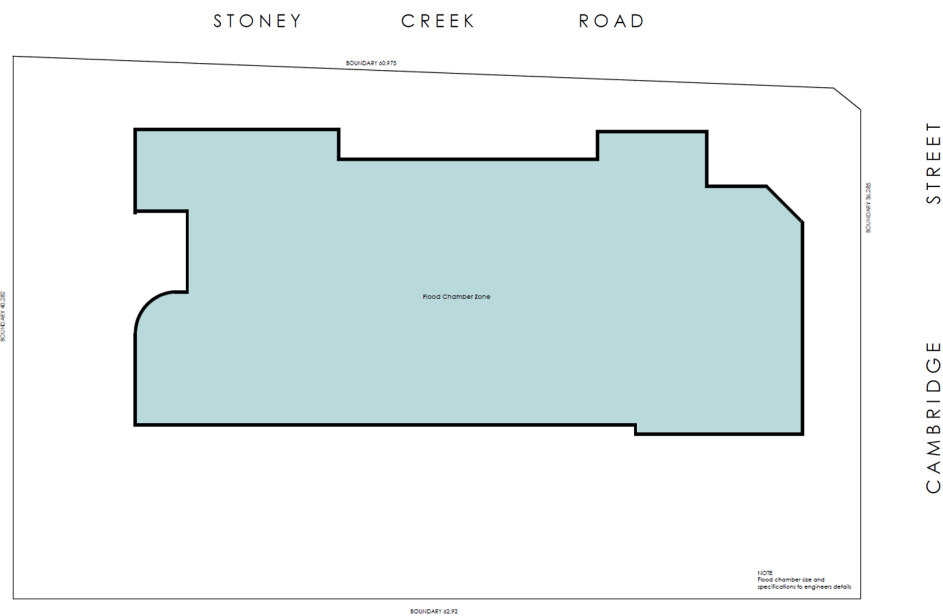 STONEY CREEK ROAD
BOUNDARY 60,975
STREET
BOUNDARY 36,285
Flood Chamber Zone
BOUNDARY 40,282
CAMBRIDGE
NOTE
Flood chamber size and
specifications to engineers details
BOUNDARY 62,92